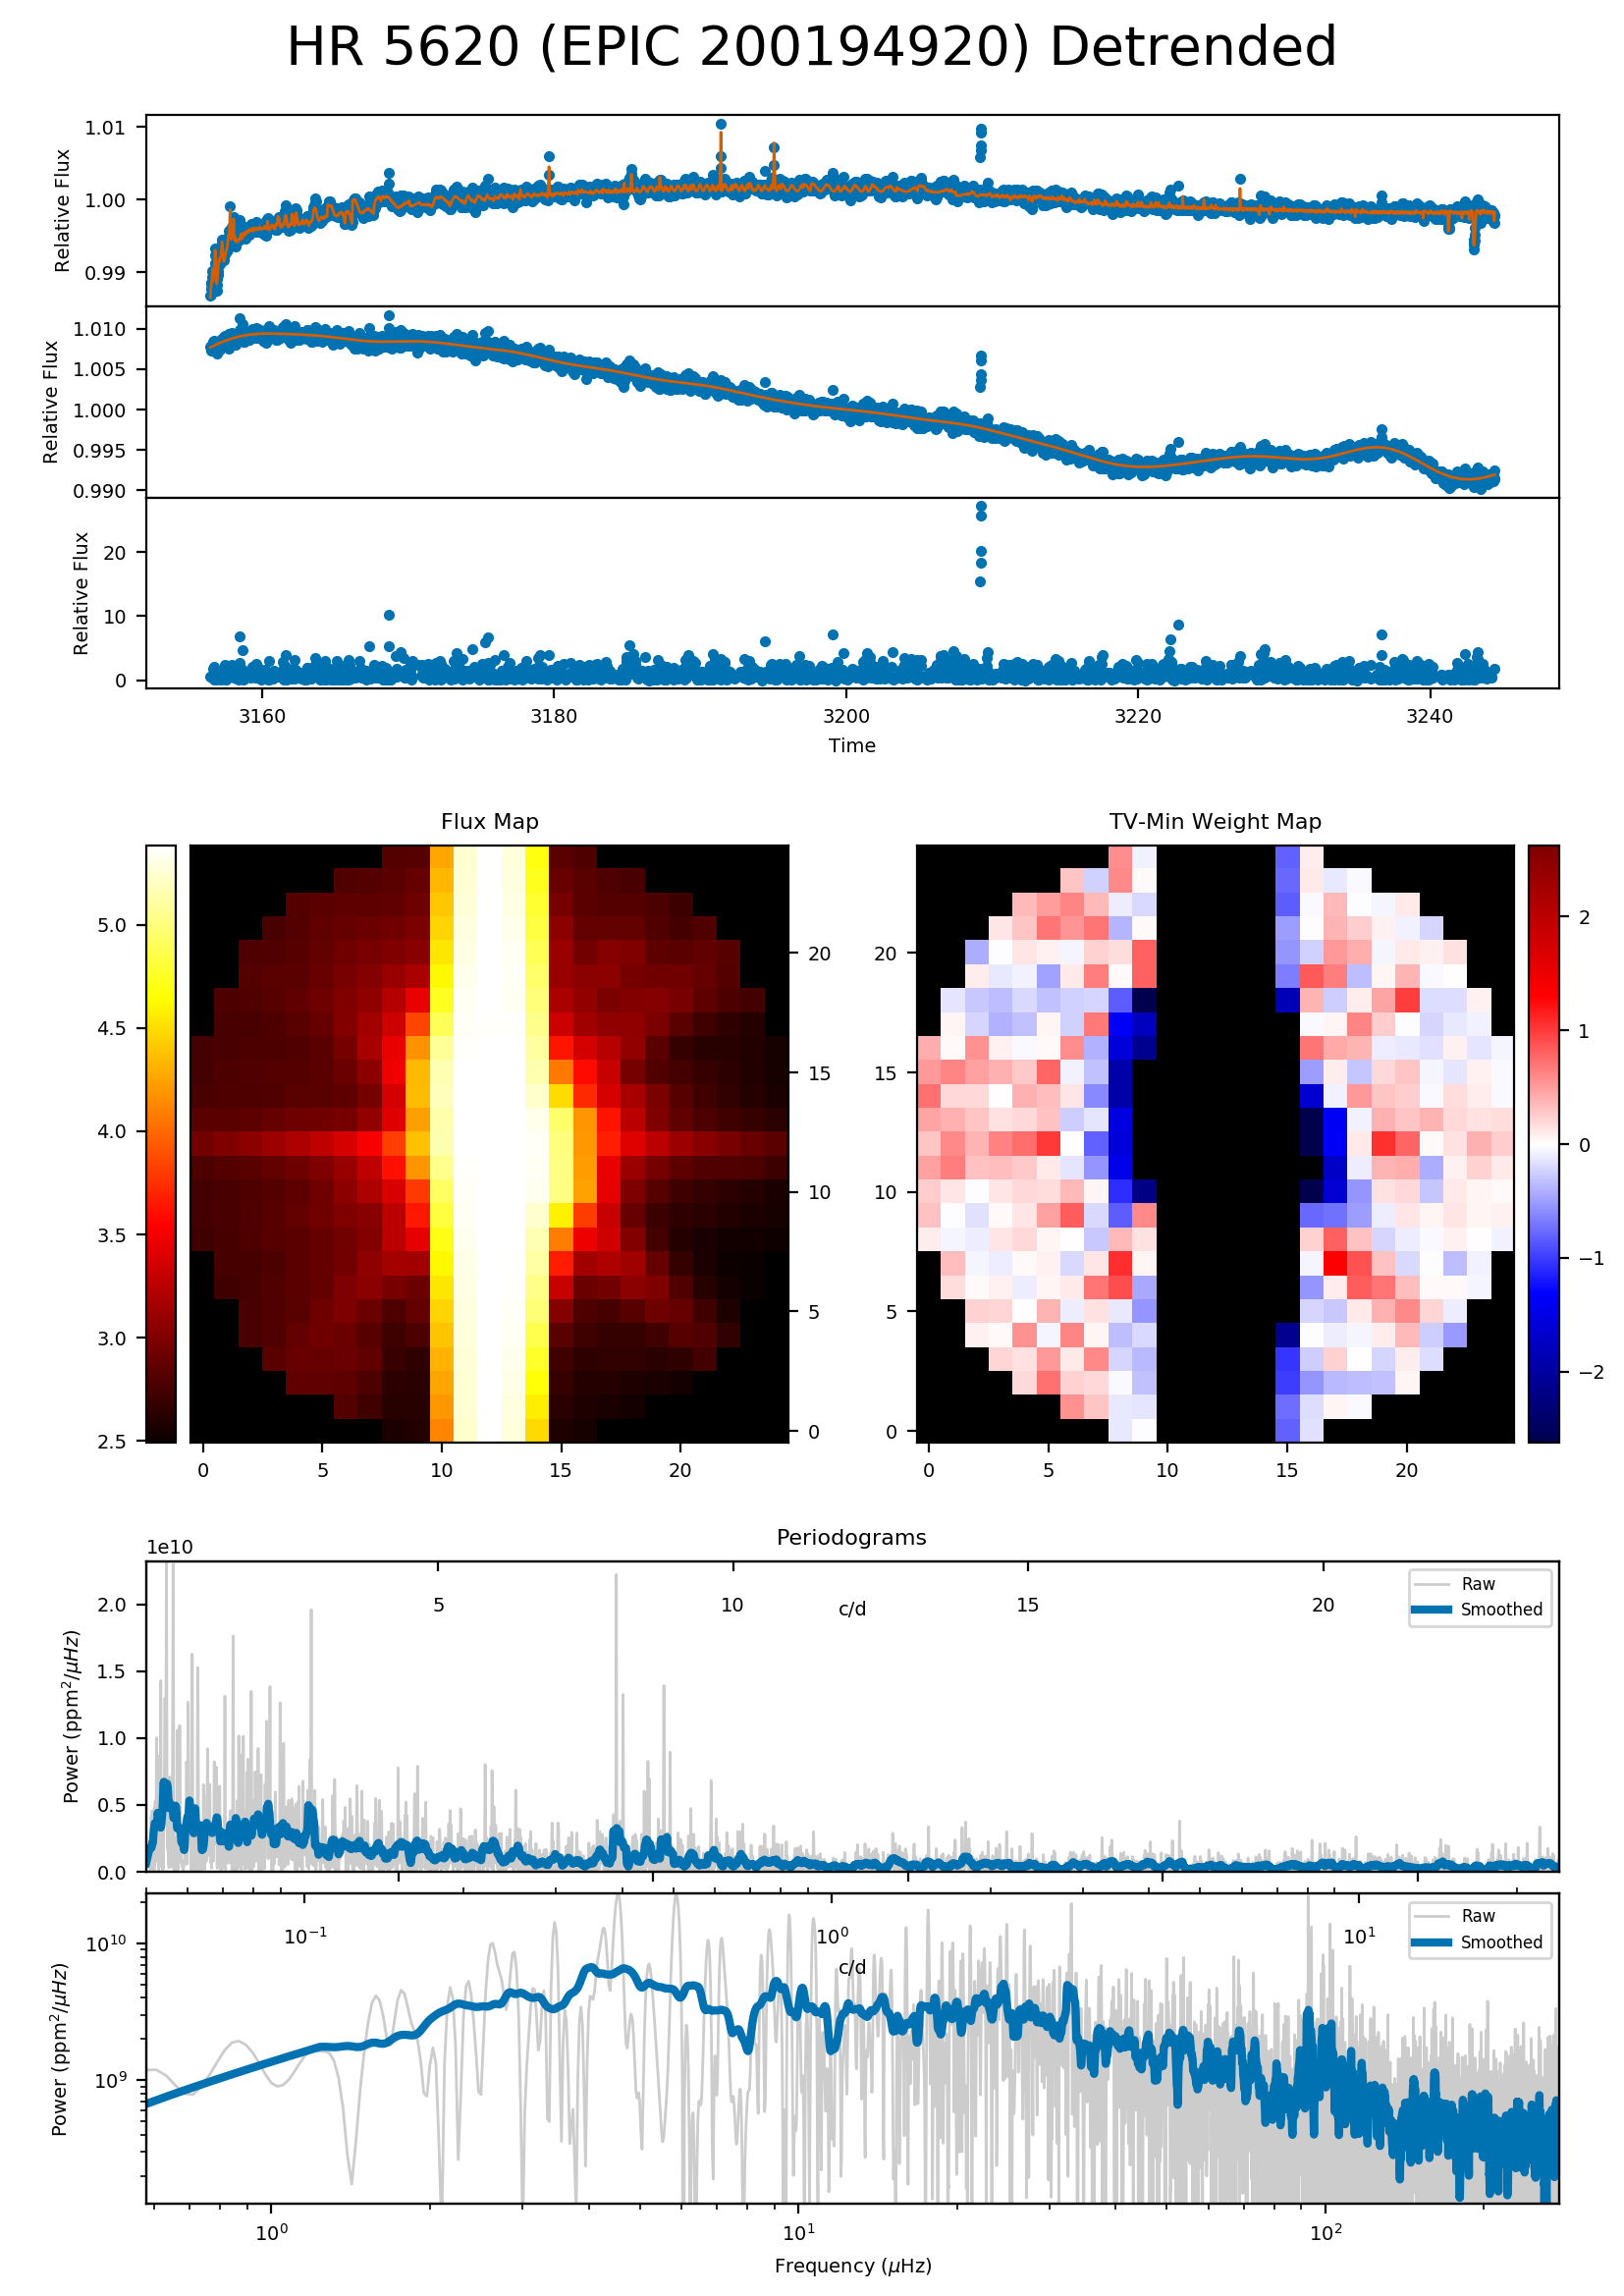 HR 5620 (EPIC 200194920) Detrended
1.01
1.00
0.99
Relative Flux
1.010
1.005
1.000
0.995
0.990
Relative Flux
20
10
0
Relative Flux
3160 3180 3200 3220 3240
Time
Flux Map
5.0
4.5
4.0
3.5
3.0
2.5
20
15
10
5
0
0 5 10 15 20
TV-Min Weight Map
20
15
10
5
0
0 5 10 15 20
2
1
0
−1
−2
Periodograms
1e10
5 10 15 20
c/d
Raw
Smoothed
2.0
1.5
1.0
0.5
0.0
Power (ppm²/μHz)
10⁻¹ 10⁰ 10¹
c/d
Raw
Smoothed
10¹⁰
10⁹
Power (ppm²/μHz)
10⁰ 10¹ 10²
Frequency (μHz)